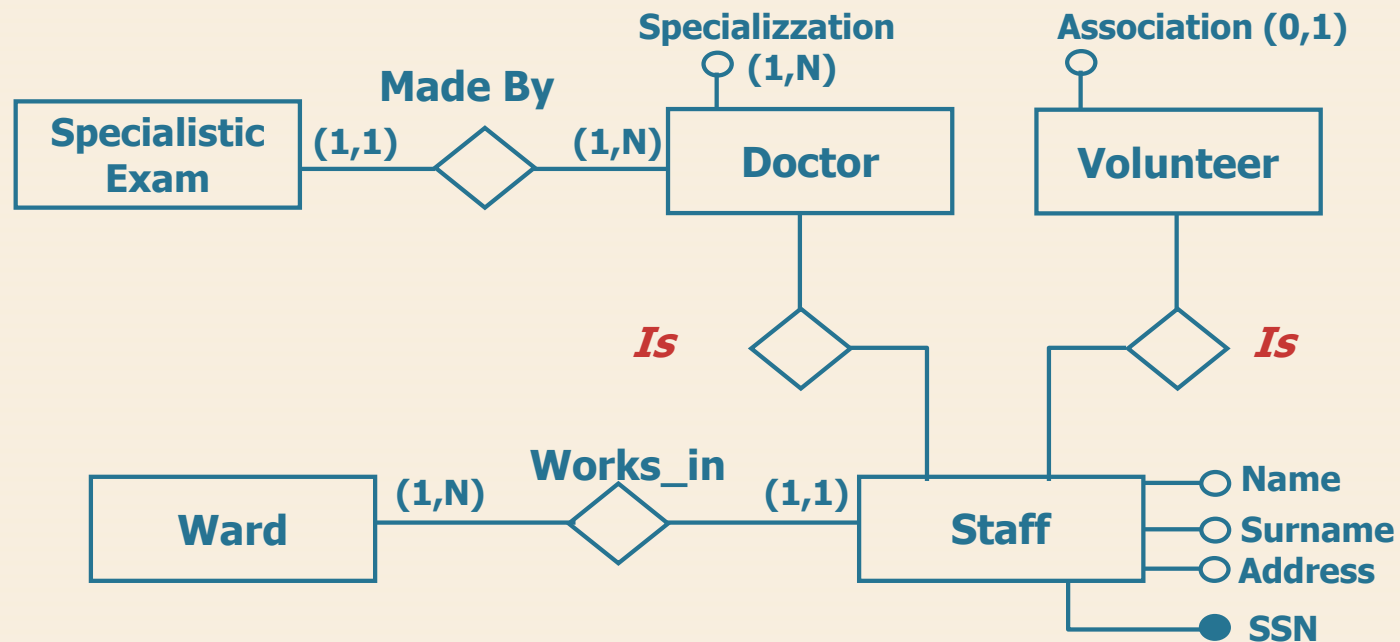 Specializzation
(1,N)
Association (0,1)
Made By
Specialistic
Exam
(1,1)
(1,N)
Doctor
Volunteer
Is
Is
Works_in
Ward
(1,N)
(1,1)
Staff
Name
Surname
Address
SSN